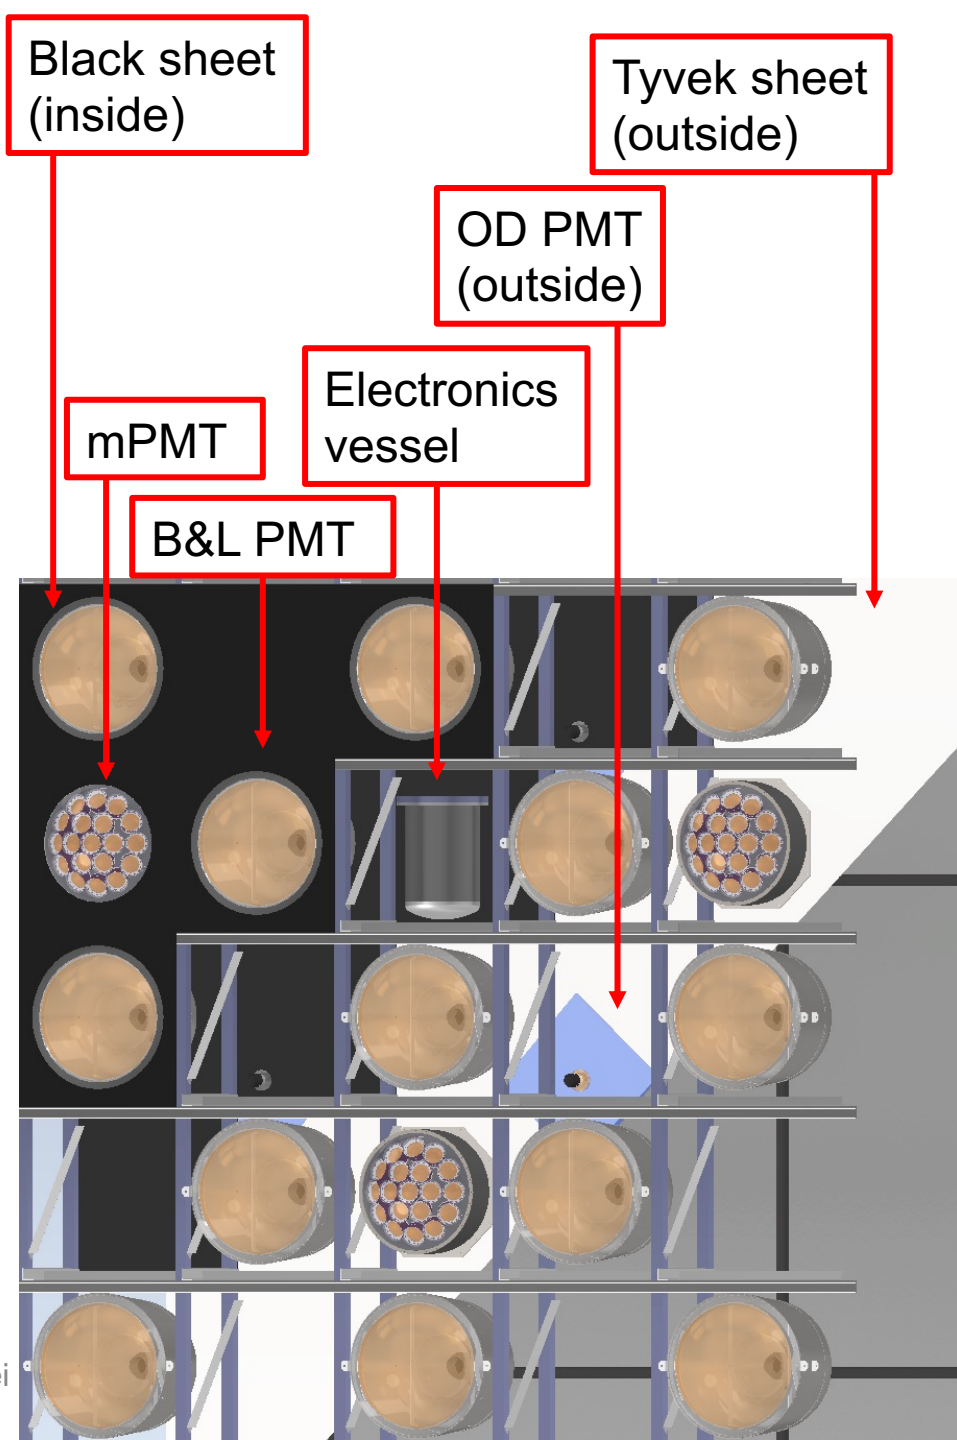 Black sheet
(inside)
Tyvek sheet
(outside)
OD PMT
(outside)
Electronics
vessel
mPMT
B&L PMT